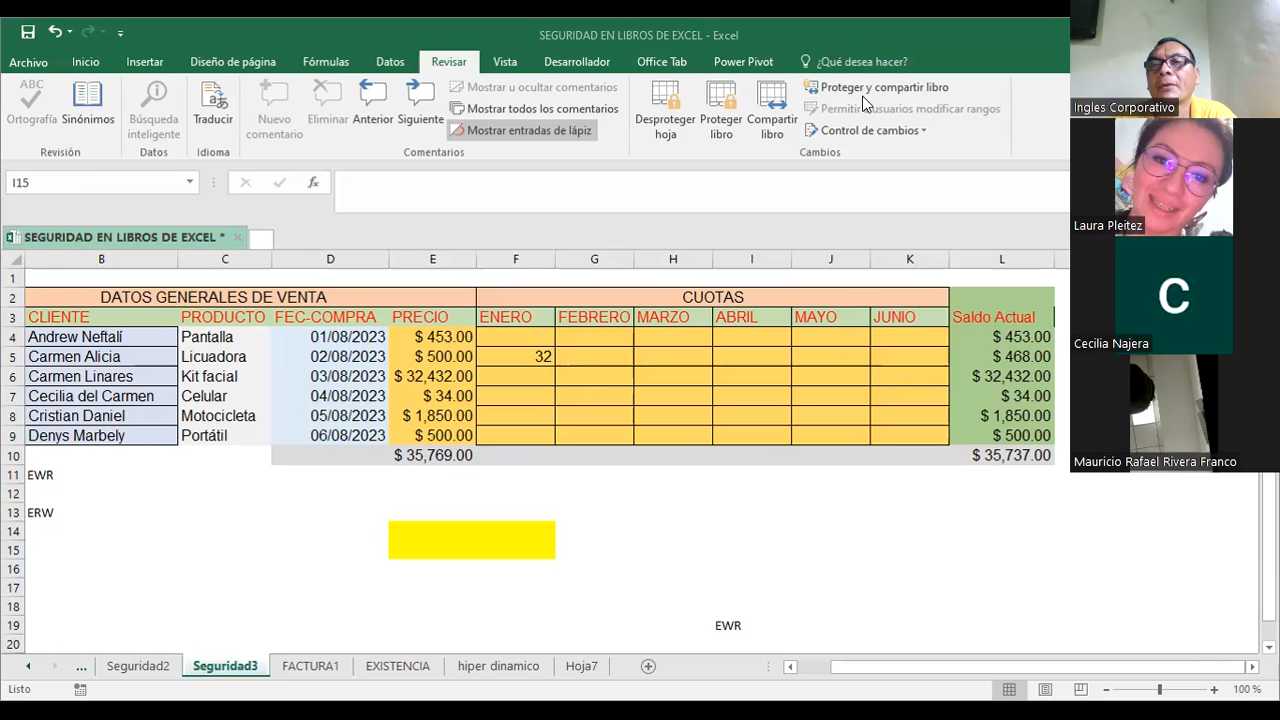 SEGURIDAD EN LIBROS DE EXCEL - Excel
Archivo Inicio Insertar Diseño de página Fórmulas Datos Revisar Vista Desarrollador Office Tab Power Pivot ¿Qué desea hacer?
ABC
Ortografía Sinónimos
Revisión
Búsqueda inteligente
Datos
Traducir
Idioma
Nuevo comentario
Eliminar Anterior Siguiente
Mostrar u ocultar comentarios
Mostrar todos los comentarios
Mostrar entradas de lápiz
Comentarios
Desproteger hoja
Proteger libro
Compartir libro
Proteger y compartir libro
Permitir usuarios modificar rangos
Control de cambios
Cambios
I15 fx
SEGURIDAD EN LIBROS DE EXCEL *
B C D E F G H I J K L
1
2 DATOS GENERALES DE VENTA CUOTAS
3 CLIENTE PRODUCTO FEC-COMPRA PRECIO ENERO FEBRERO MARZO ABRIL MAYO JUNIO Saldo Actual
4 Andrew Neftalí Pantalla 01/08/2023 $ 453.00 $ 453.00
5 Carmen Alicia Licuadora 02/08/2023 $ 500.00 32 $ 468.00
6 Carmen Linares Kit facial 03/08/2023 $ 32,432.00 $ 32,432.00
7 Cecilia del Carmen Celular 04/08/2023 $ 34.00 $ 34.00
8 Cristian Daniel Motocicleta 05/08/2023 $ 1,850.00 $ 1,850.00
9 Denys Marbely Portátil 06/08/2023 $ 500.00 $ 500.00
10 $ 35,769.00 $ 35,737.00
11 EWR
12
13 ERW
14
15
16
17
18
19 EWR
20
... Seguridad2 Seguridad3 FACTURA1 EXISTENCIA hiper dinamico Hoja7
Listo 100 %
Ingles Corporativo
Laura Pleitez
C
Cecilia Najera
Mauricio Rafael Rivera Franco